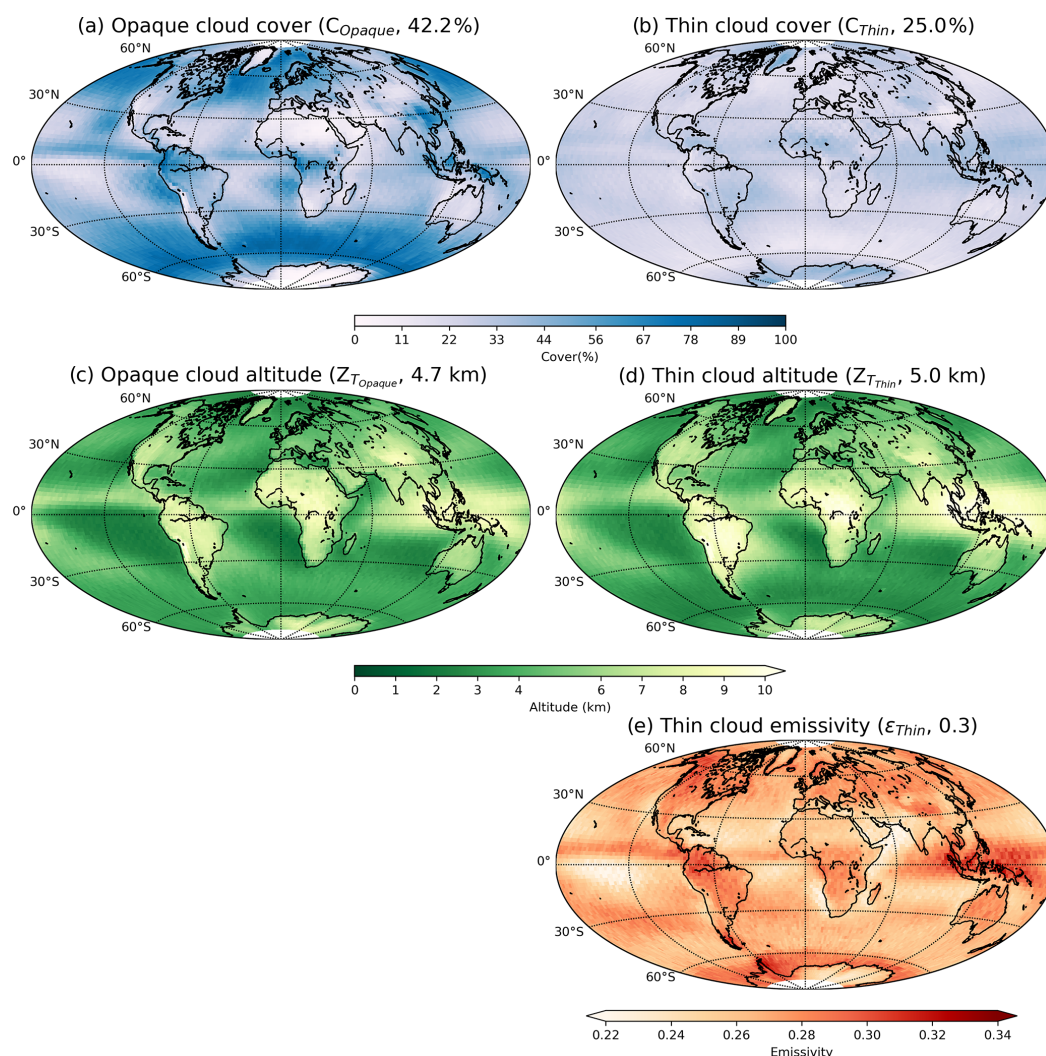 (a) Opaque cloud cover (C_Opaque, 42.2%)
(b) Thin cloud cover (C_Thin, 25.0%)
60°N
30°N
0°
30°S
60°S
60°N
30°N
0°
30°S
60°S
0 11 22 33 44 56 67 78 89 100
Cover(%)
(c) Opaque cloud altitude (Z_T_Opaque, 4.7 km)
(d) Thin cloud altitude (Z_T_Thin, 5.0 km)
60°N
30°N
0°
30°S
60°S
60°N
30°N
0°
30°S
60°S
0 1 2 3 4 6 7 8 9 10
Altitude (km)
(e) Thin cloud emissivity (ε_Thin, 0.3)
60°N
30°N
0°
30°S
60°S
0.22 0.24 0.26 0.28 0.30 0.32 0.34
Emissivity